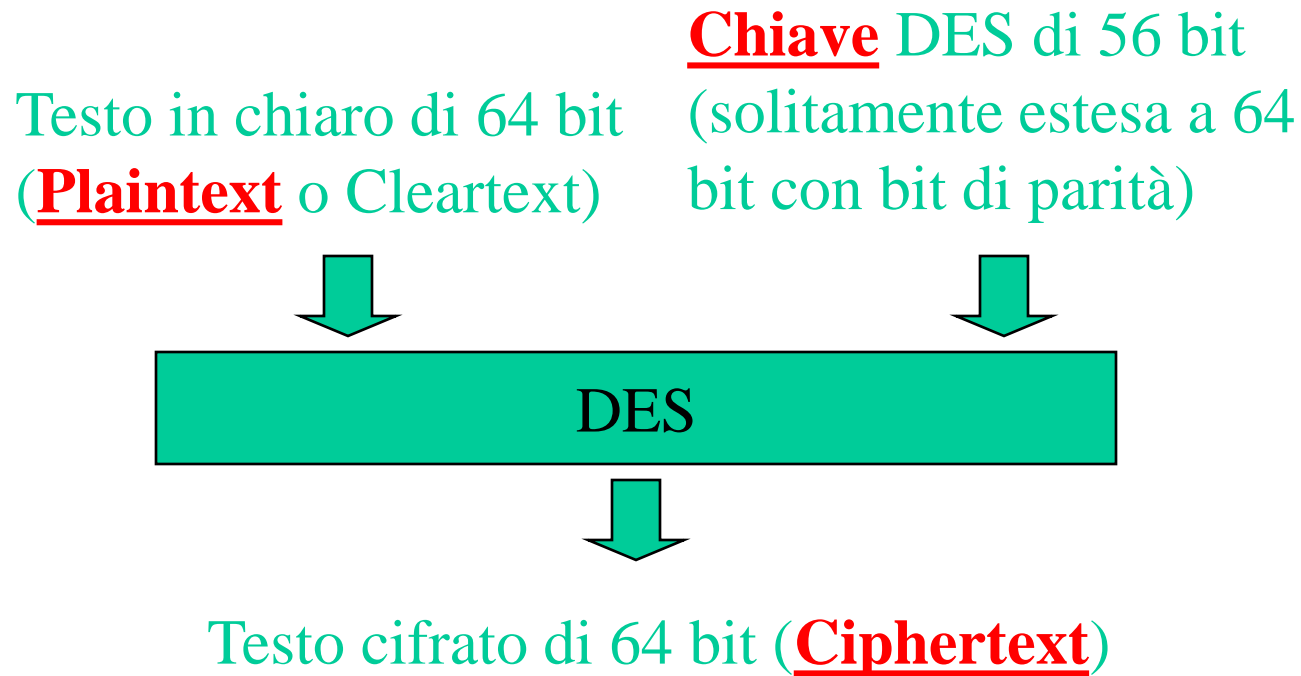 Testo in chiaro di 64 bit
(Plaintext o Cleartext)
Chiave DES di 56 bit
(solitamente estesa a 64
bit con bit di parità)
DES
Testo cifrato di 64 bit (Ciphertext)